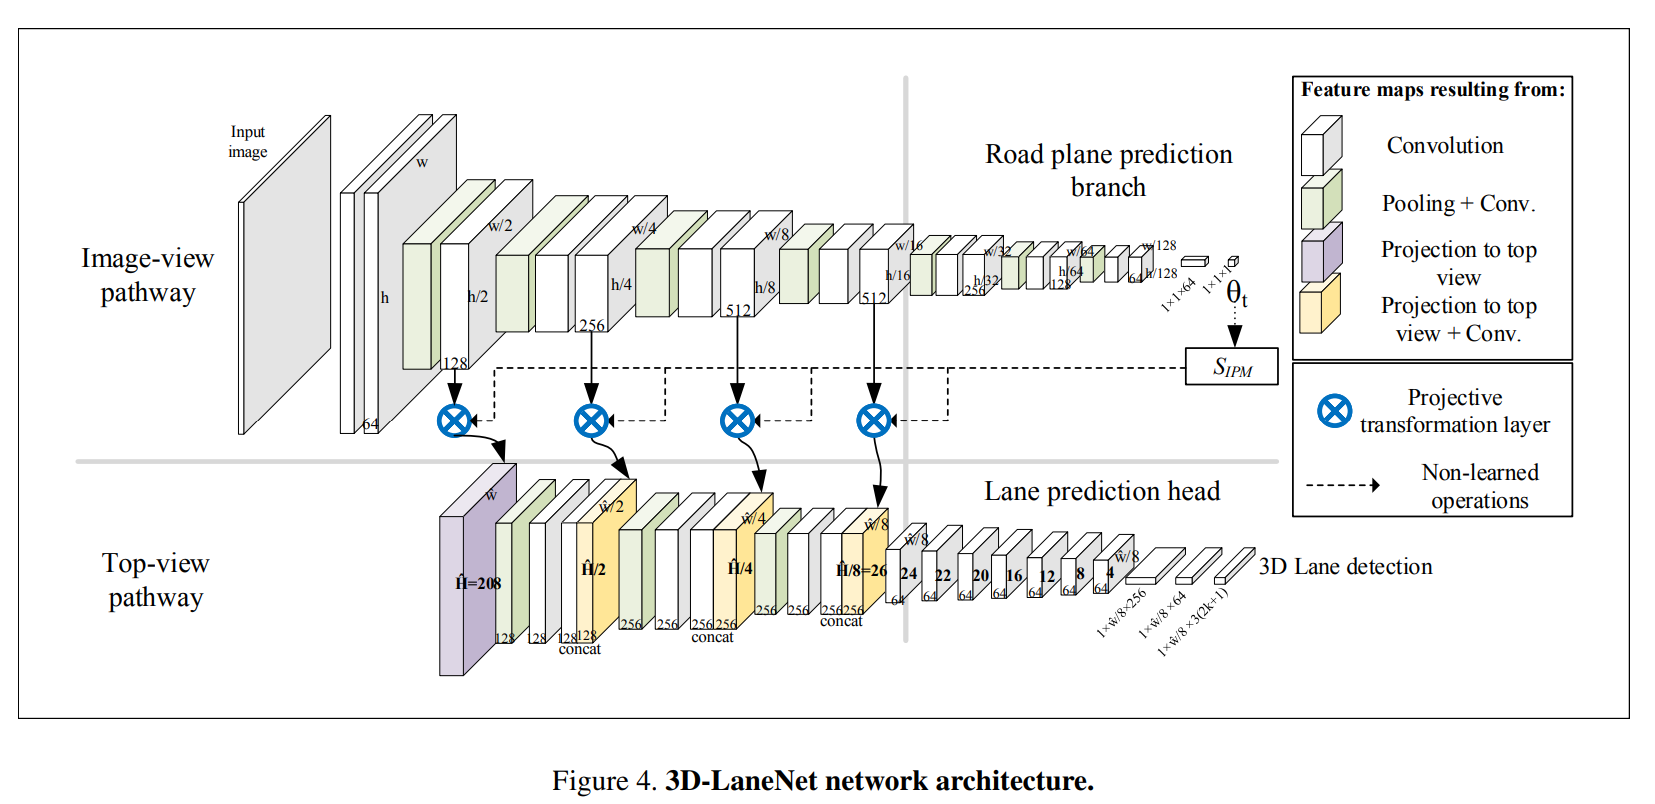 Input
image
w
h
64
w/2
h/2
128
w/4
h/4
256
w/8
h/8
512
w/16
h/16
512
Image-view
pathway
Road plane prediction
branch
w/32
h/32
256
w/64
h/64
128
w/128
h/128
64
1×1×64
1×1×1
θt
S_IPM
Feature maps resulting from:
Convolution
Pooling + Conv.
Projection to top
view
Projection to top
view + Conv.
Projective
transformation layer
Non-learned
operations
Top-view
pathway
ŵ
Ĥ=208
128
128
128
128
concat
ŵ/2
Ĥ/2
256
256
256
256
concat
ŵ/4
Ĥ/4
256
256
256
256
concat
ŵ/8
Ĥ/8=26
Lane prediction head
ŵ/8
24
22
20
16
12
8
4
ŵ/8
64
64
64
64
64
64
64
1×ŵ/8×256
1×ŵ/8 ×64
1×ŵ/8 ×3(2k+1)
3D Lane detection
Figure 4. 3D-LaneNet network architecture.